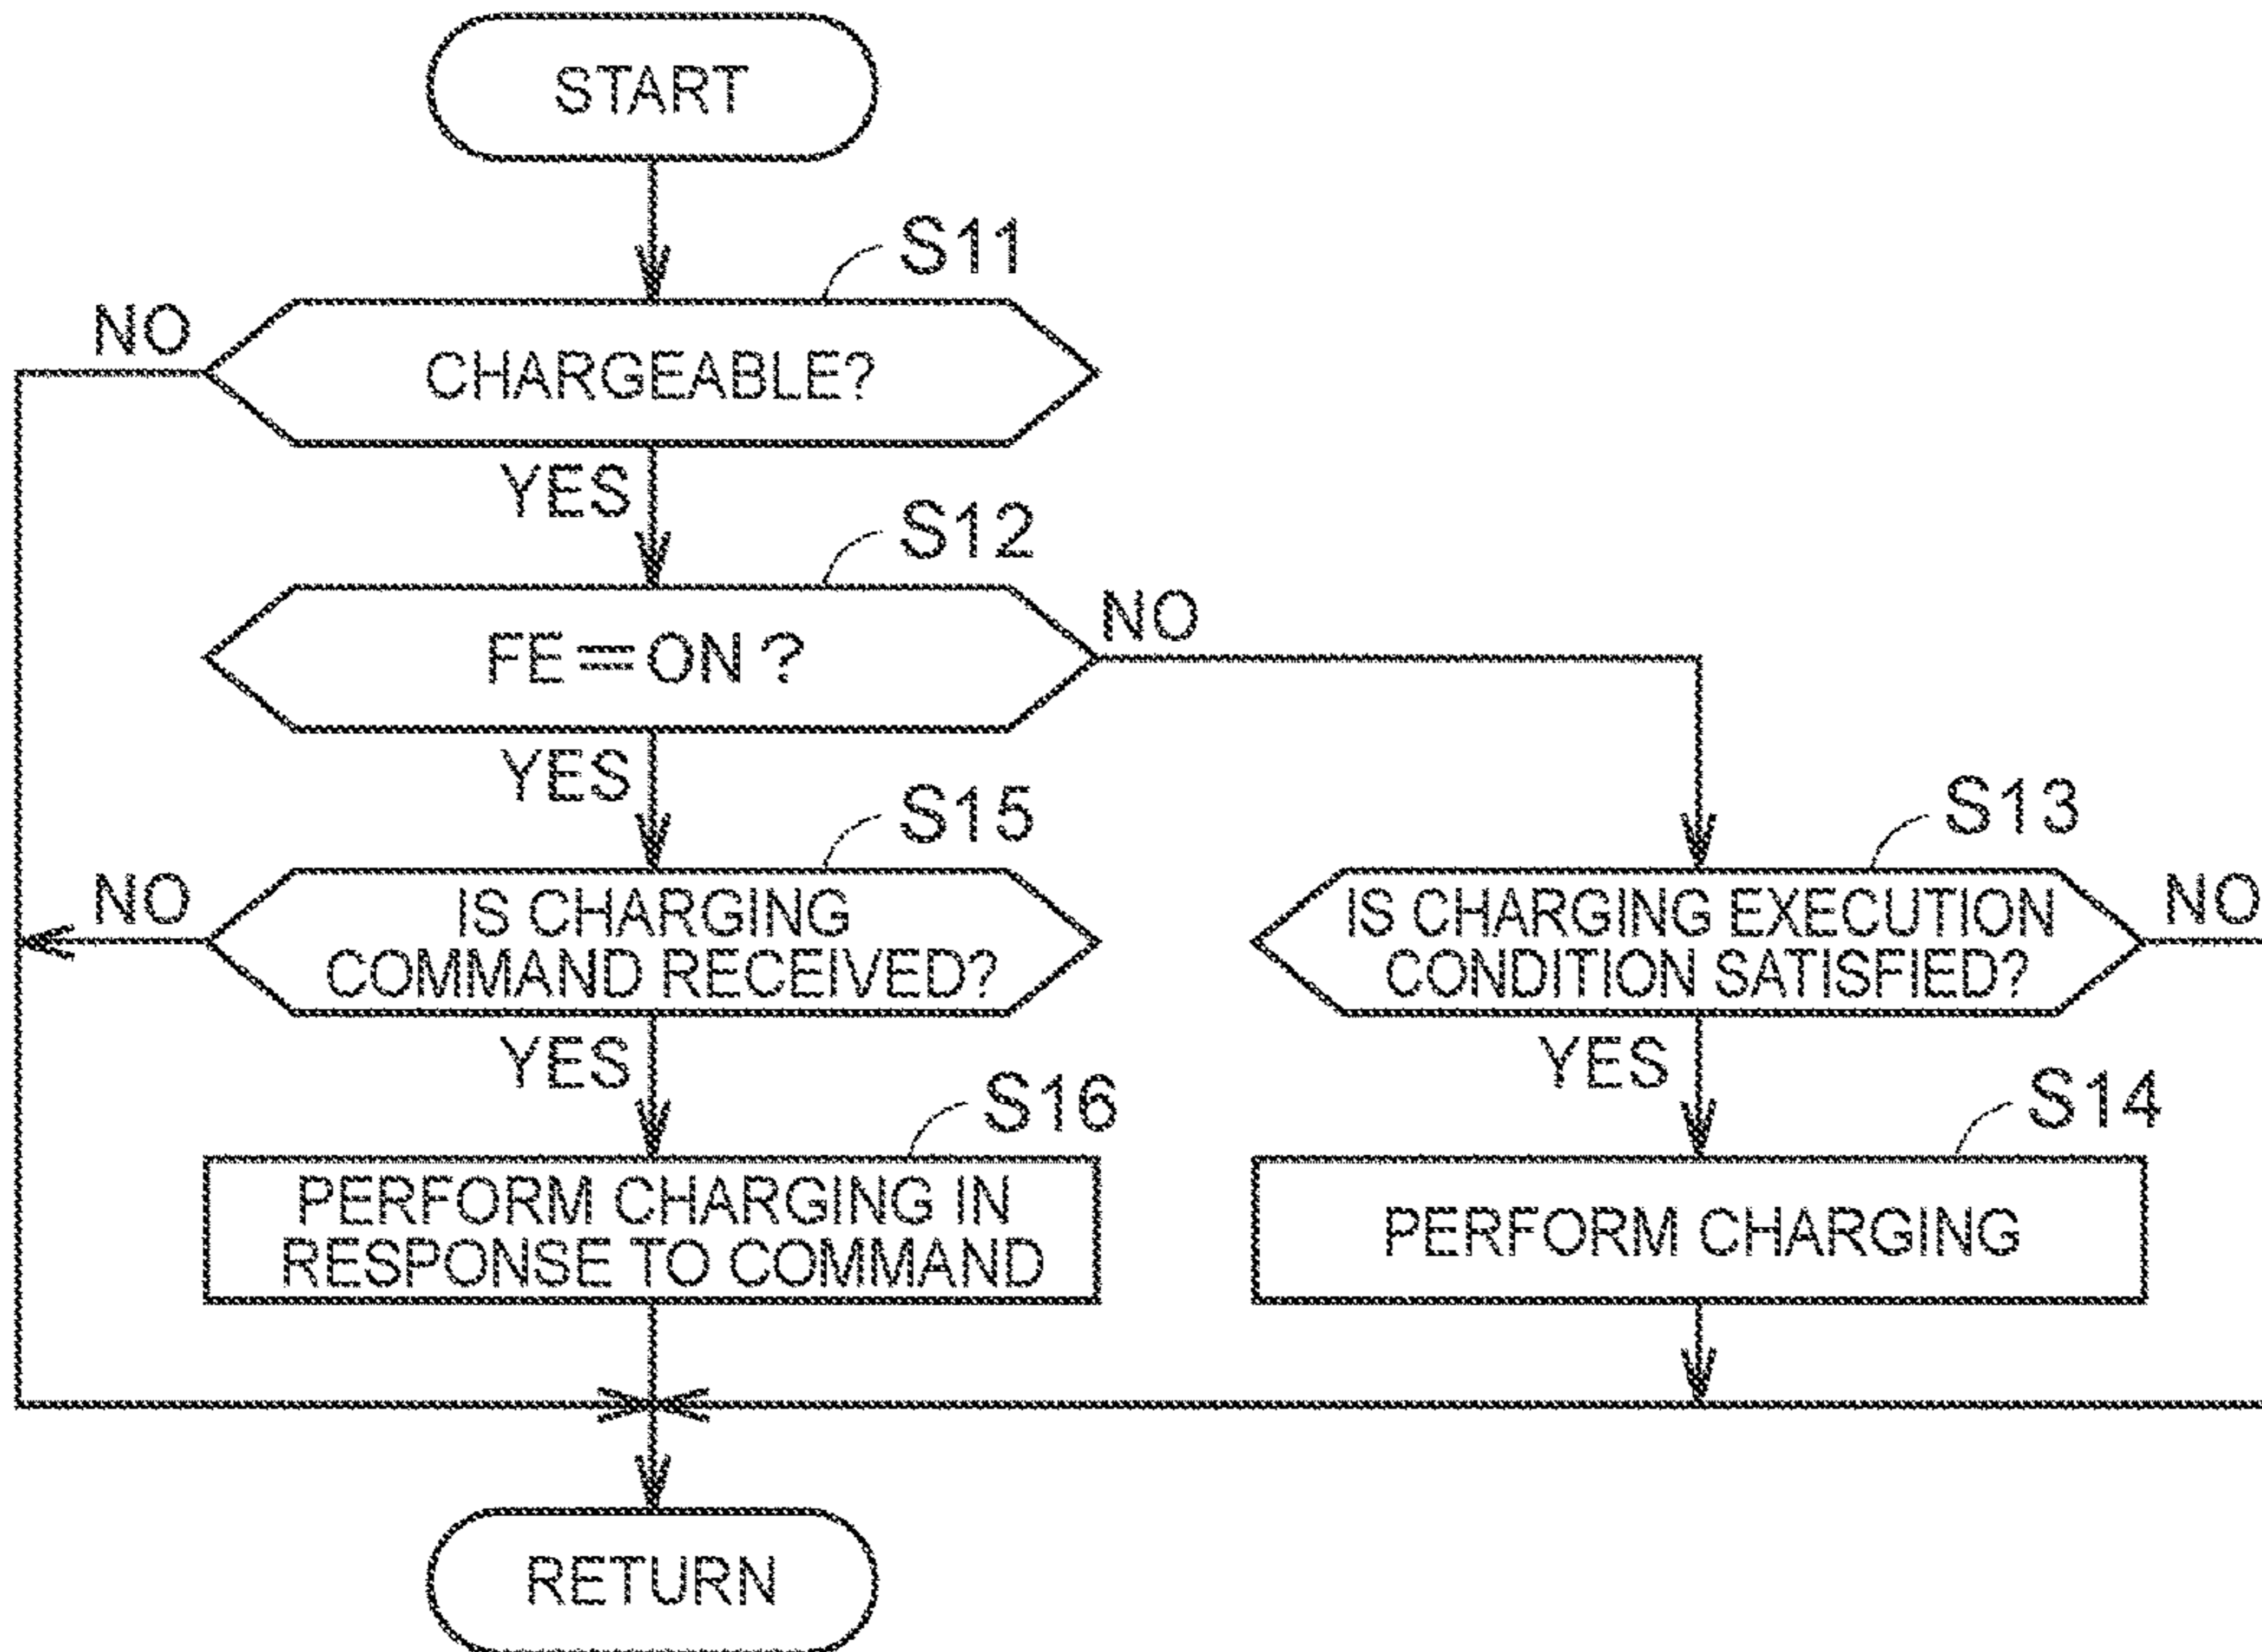 START
S11
NO
CHARGEABLE?
YES
S12
NO
FE=ON?
YES
S15
S13
NO
IS CHARGING
COMMAND RECEIVED?
IS CHARGING EXECUTION
CONDITION SATISFIED?
NO
YES
YES
S16
S14
PERFORM CHARGING IN
RESPONSE TO COMMAND
PERFORM CHARGING
RETURN